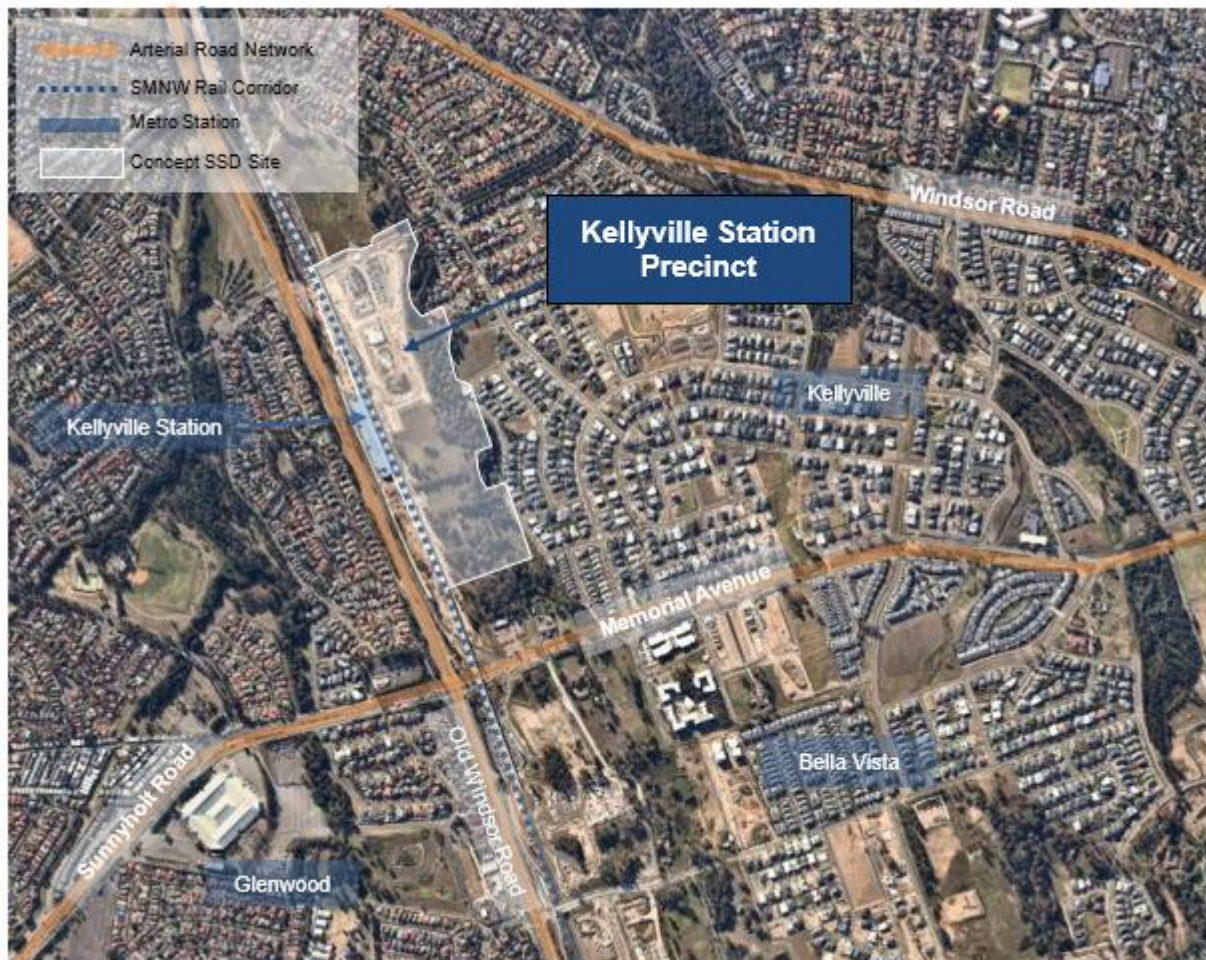 Arterial Road Network
SMNW Rail Corridor
Metro Station
Concept SSD Site
Windsor Road
Kellyville Station
Precinct
Kellyville
Kellyville Station
Memorial Avenue
Old Windsor Road
Bella Vista
Sunnyholt Road
Glenwood